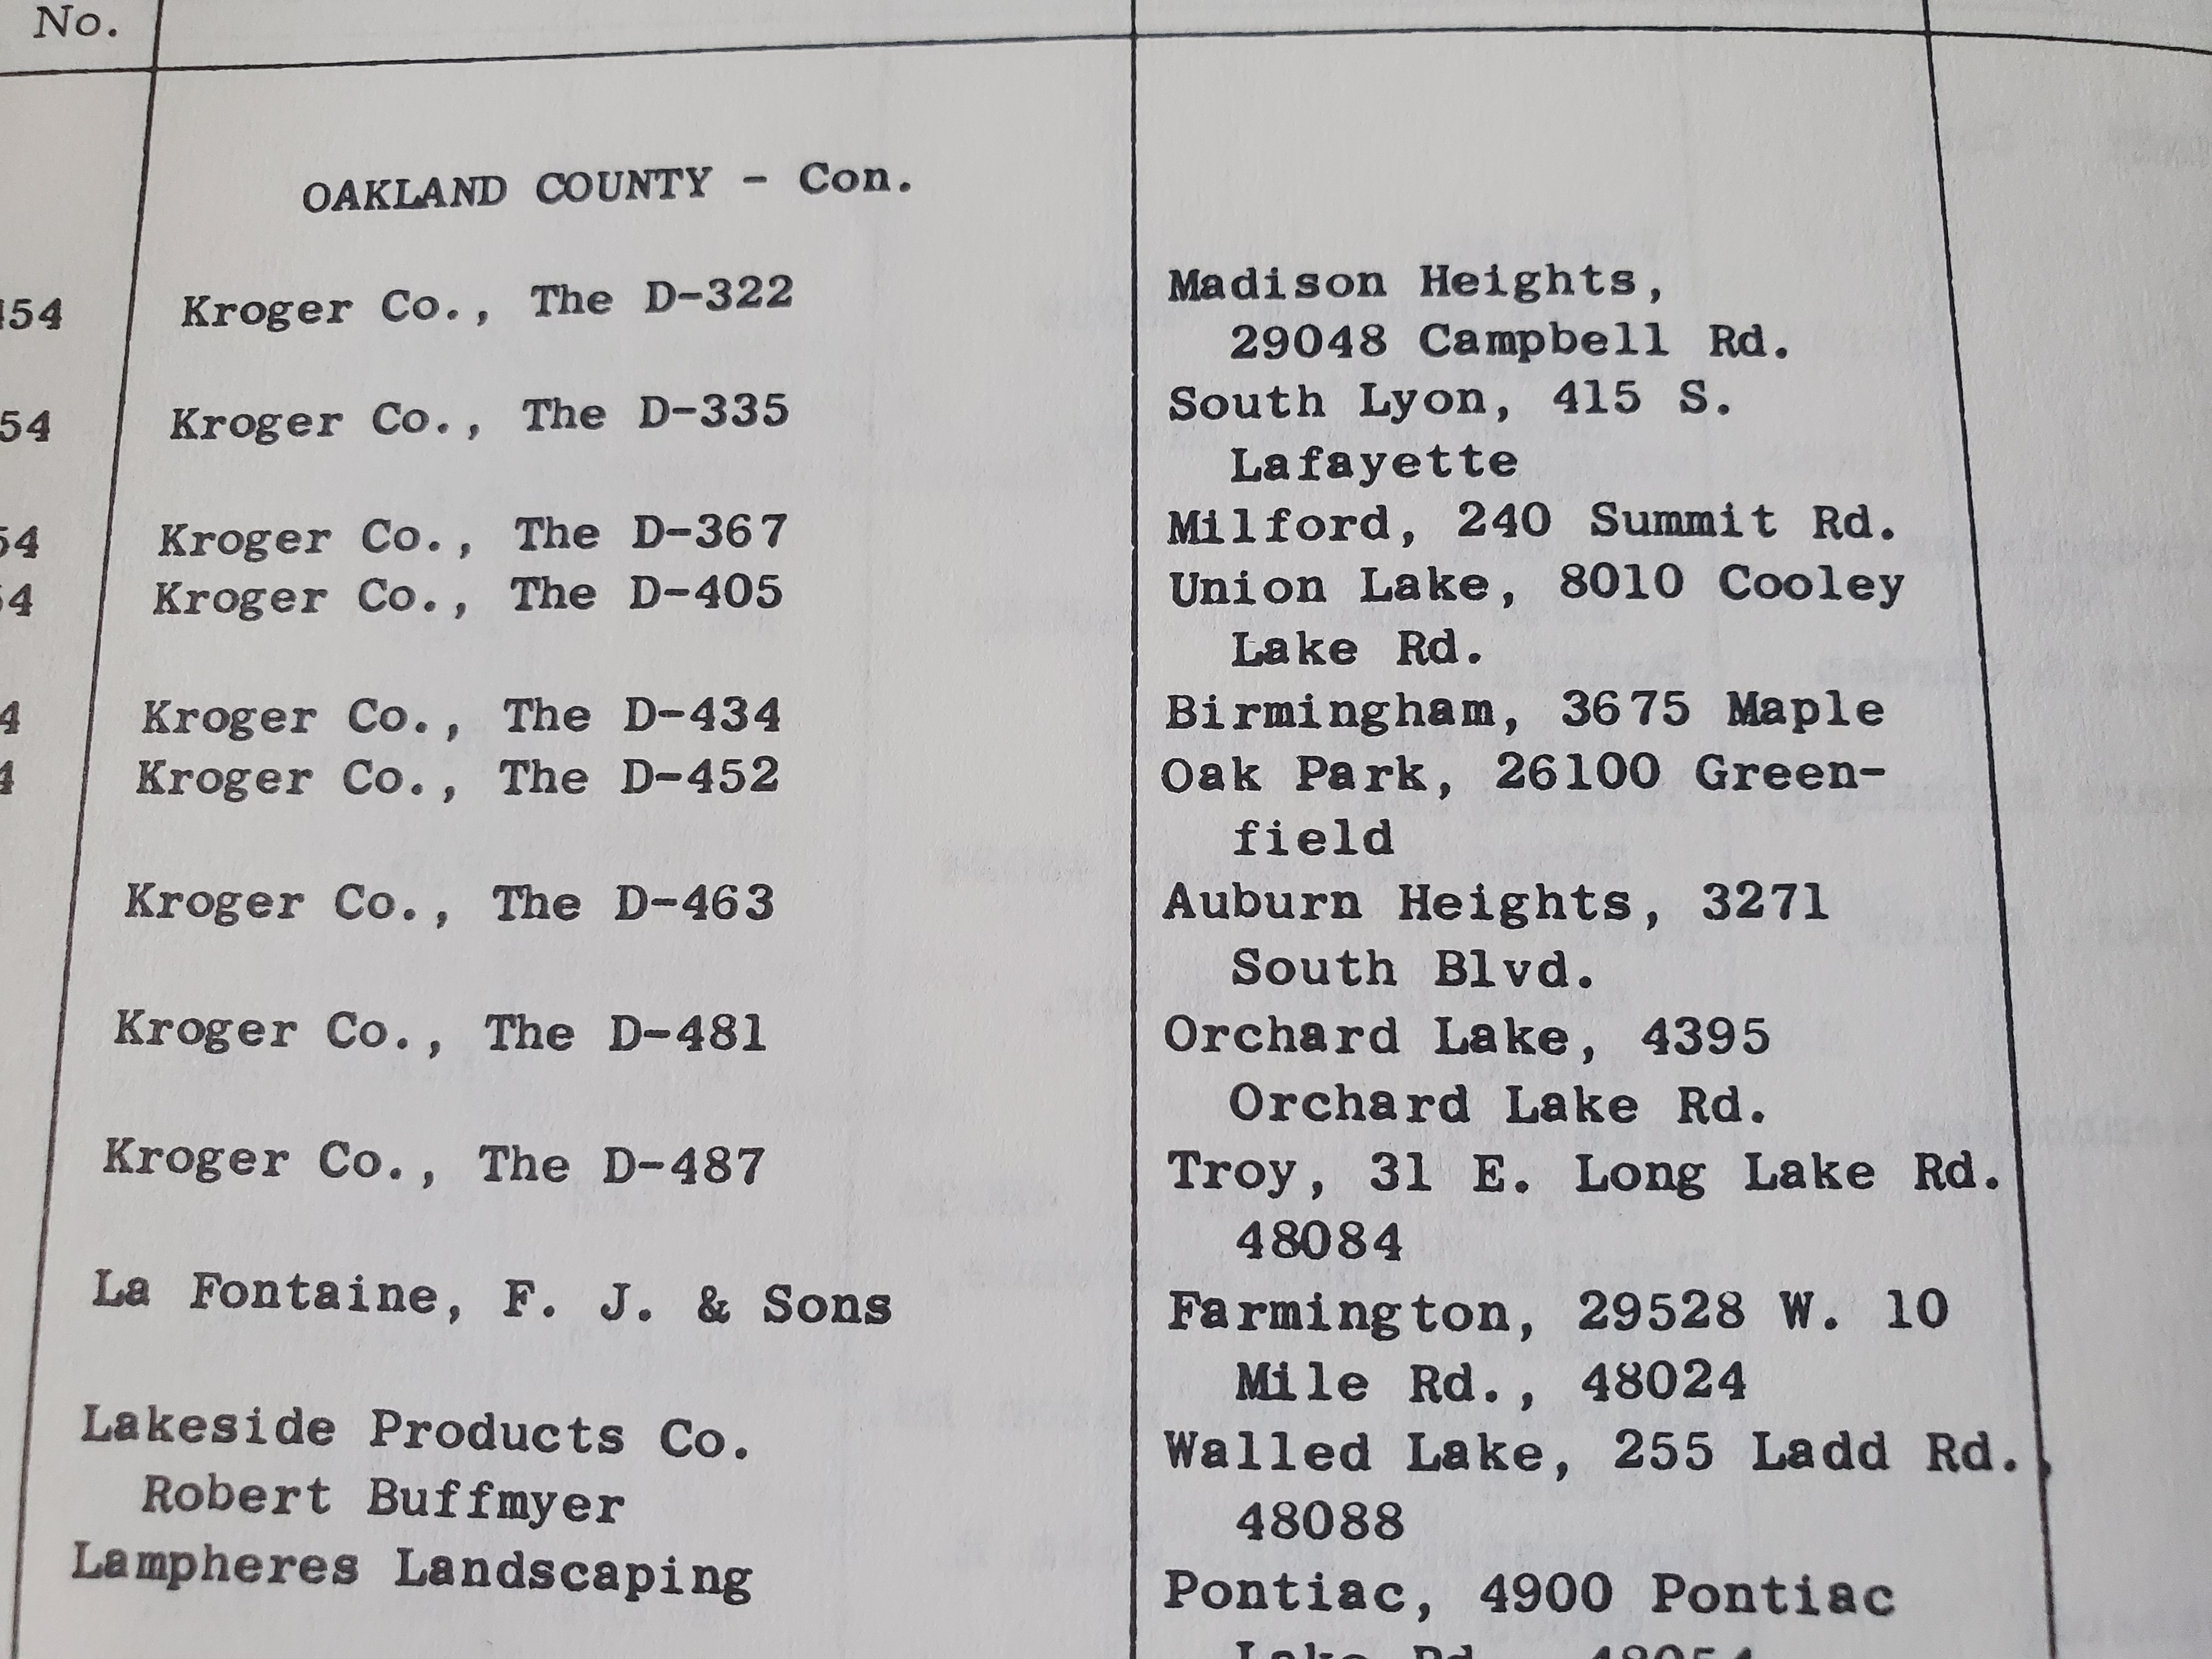 No.
OAKLAND COUNTY - Con.
454 Kroger Co., The D-322 Madison Heights,
29048 Campbell Rd.
54 Kroger Co., The D-335 South Lyon, 415 S.
Lafayette
54 Kroger Co., The D-367 Milford, 240 Summit Rd.
54 Kroger Co., The D-405 Union Lake, 8010 Cooley
Lake Rd.
4 Kroger Co., The D-434 Birmingham, 3675 Maple
4 Kroger Co., The D-452 Oak Park, 26100 Green-
field
Kroger Co., The D-463 Auburn Heights, 3271
South Blvd.
Kroger Co., The D-481 Orchard Lake, 4395
Orchard Lake Rd.
Kroger Co., The D-487 Troy, 31 E. Long Lake Rd.
48084
La Fontaine, F. J. & Sons Farmington, 29528 W. 10
Mile Rd., 48024
Lakeside Products Co. Walled Lake, 255 Ladd Rd.,
Robert Buffmyer 48088
Lampheres Landscaping Pontiac, 4900 Pontiac
Lake Rd., 48054